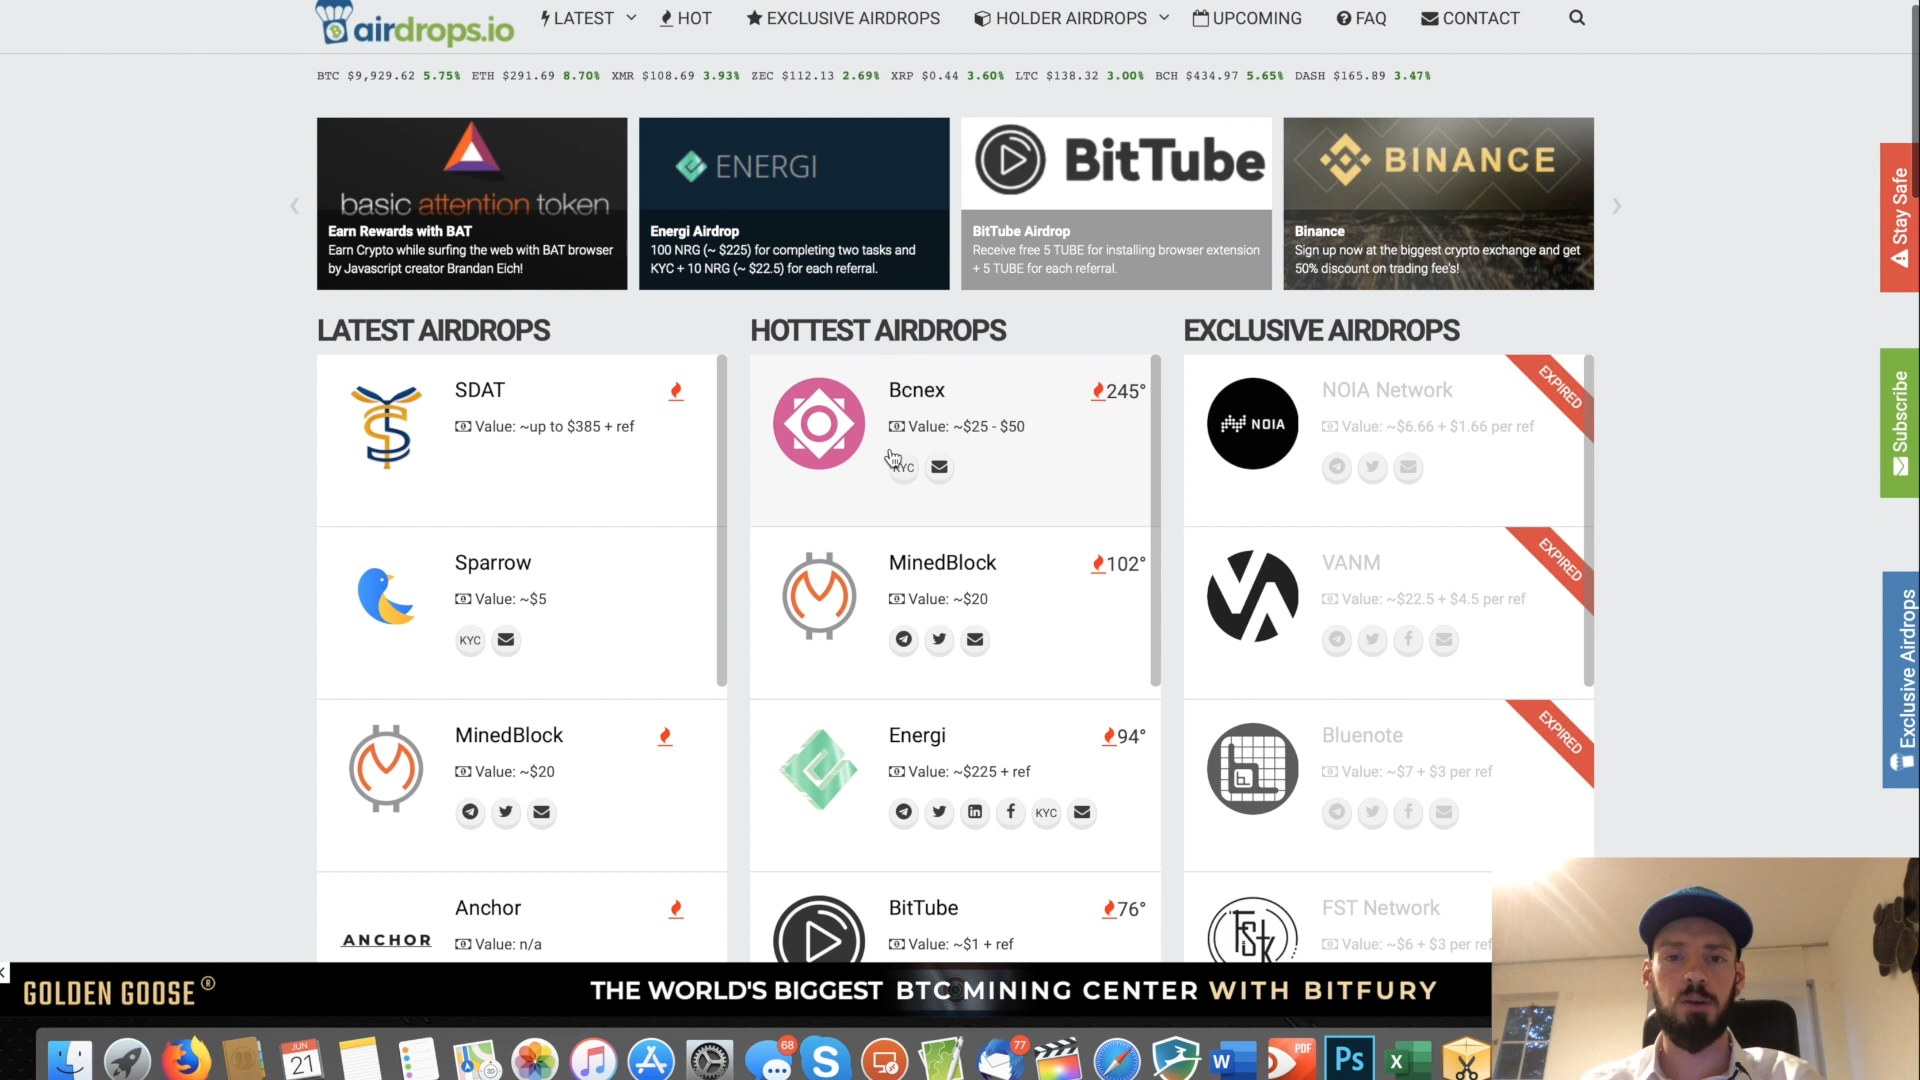 airdrops.io
LATEST
HOT
EXCLUSIVE AIRDROPS
HOLDER AIRDROPS
UPCOMING
FAQ
CONTACT
BTC $9,929.62 5.75% ETH $291.69 8.70% XMR $108.69 3.93% ZEC $112.13 2.69% XRP $0.44 3.60% LTC $138.32 3.00% BCH $434.97 5.65% DASH $165.89 3.47%
basic attention token
Earn Rewards with BAT
Earn Crypto while surfing the web with BAT browser
by Javascript creator Brandan Eich!
ENERGI
Energi Airdrop
100 NRG (~ $225) for completing two tasks and
KYC + 10 NRG (~ $22.5) for each referral.
BitTube
BitTube Airdrop
Receive free 5 TUBE for installing browser extension
+ 5 TUBE for each referral.
BINANCE
Binance
Sign up now at the biggest crypto exchange and get
50% discount on trading fee's!
Stay Safe
Subscribe
Exclusive Airdrops
LATEST AIRDROPS
SDAT
Value: ~up to $385 + ref
Sparrow
Value: ~$5
KYC
MinedBlock
Value: ~$20
Anchor
ANCHOR
Value: n/a
HOTTEST AIRDROPS
Bcnex
245°
Value: ~$25 - $50
KYC
MinedBlock
102°
Value: ~$20
Energi
94°
Value: ~$225 + ref
KYC
BitTube
76°
Value: ~$1 + ref
EXCLUSIVE AIRDROPS
NOIA
NOIA Network
EXPIRED
Value: ~$6.66 + $1.66 per ref
VANM
EXPIRED
Value: ~$22.5 + $4.5 per ref
b
Bluenote
EXPIRED
Value: ~$7 + $3 per ref
FST Network
Value: ~$6 + $3 per ref
GOLDEN GOOSE ®
THE WORLD'S BIGGEST BTC MINING CENTER WITH BITFURY
JUN
21
3D
68
S
77
W
PDF
Ps
X